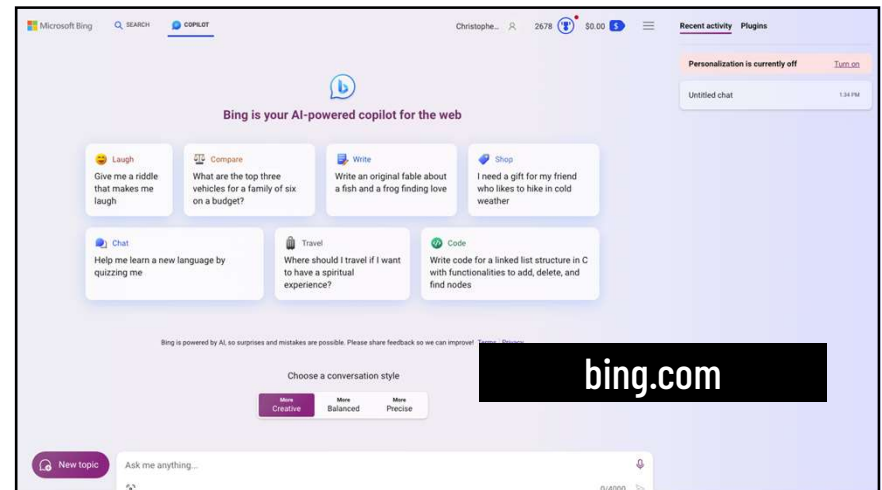 Microsoft Bing
SEARCH
COPILOT
Christophe...
2678
$0.00
Recent activity
Plugins
Personalization is currently off
Turn on
Untitled chat
1:34 PM
Bing is your AI-powered copilot for the web
Laugh
Give me a riddle
that makes me
laugh
Compare
What are the top three
vehicles for a family of six
on a budget?
Write
Write an original fable about
a fish and a frog finding love
Shop
I need a gift for my friend
who likes to hike in cold
weather
Chat
Help me learn a new language by
quizzing me
Travel
Where should I travel if I want
to have a spiritual
experience?
Code
Write code for a linked list structure in C
with functionalities to add, delete, and
find nodes
Bing is powered by AI, so surprises and mistakes are possible. Please share feedback so we can improve! Terms Privacy
bing.com
Choose a conversation style
More
Creative
More
Balanced
More
Precise
New topic
Ask me anything...
0/4000